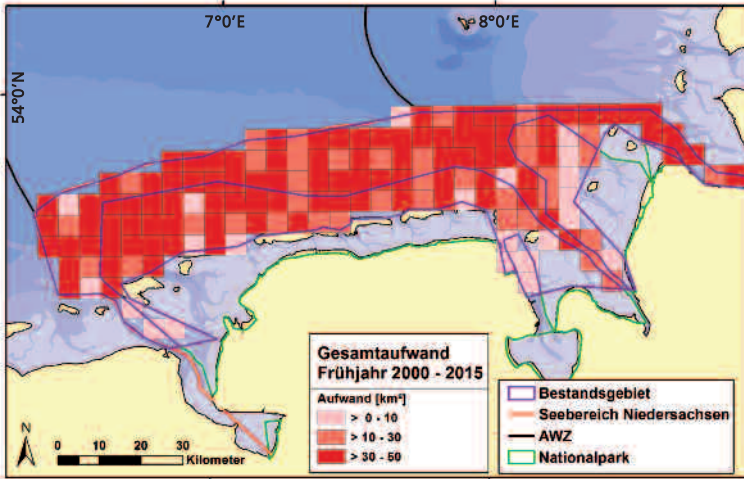 7°0'E
8°0'E
54°0'N
Gesamtaufwand
Frühjahr 2000 - 2015
Aufwand [km²]
> 0 - 10
> 10 - 30
> 30 - 50
Bestandsgebiet
Seebereich Niedersachsen
AWZ
Nationalpark
N
0 10 20 30
Kilometer